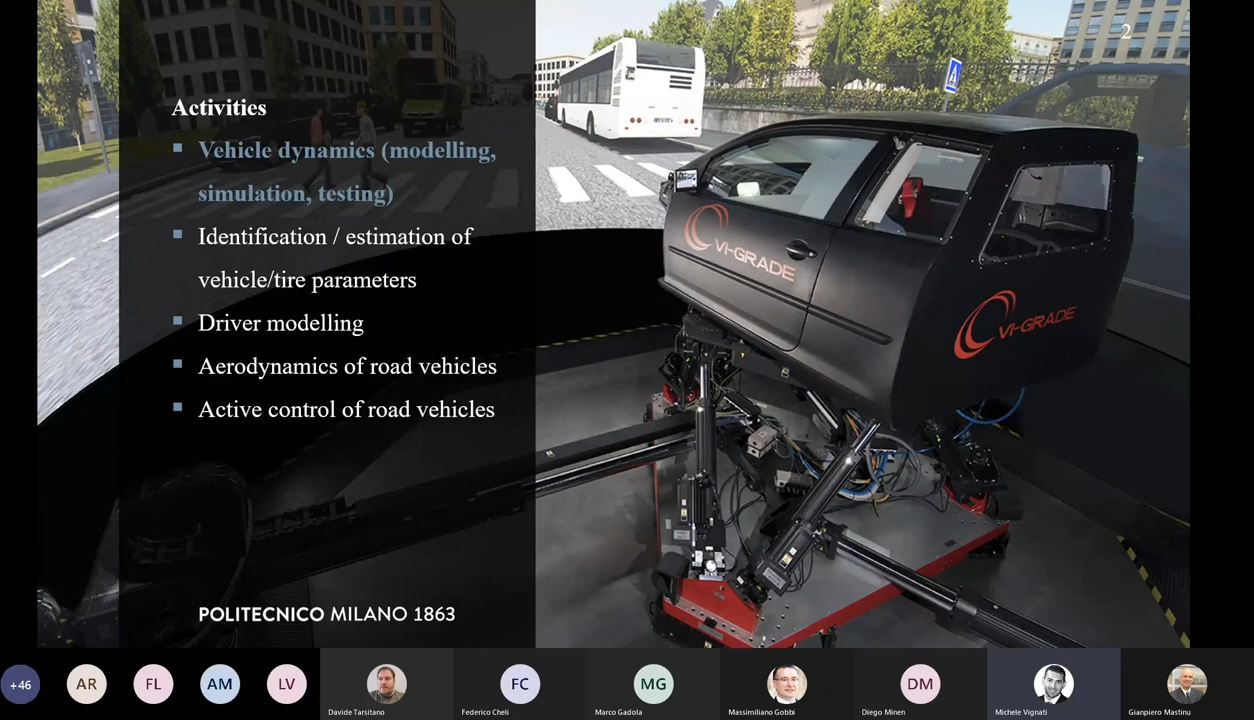 2
Activities
Vehicle dynamics (modelling,
simulation, testing)
Identification / estimation of
vehicle/tire parameters
Driver modelling
Aerodynamics of road vehicles
Active control of road vehicles
VI-GRADE
VI-GRADE
POLITECNICO MILANO 1863
+46
AR
FL
AM
LV
Davide Tarsitano
FC
Federico Cheli
MG
Marco Gadola
Massimiliano Gobbi
DM
Diego Minen
Michele Vignati
Gianpiero Mastinu